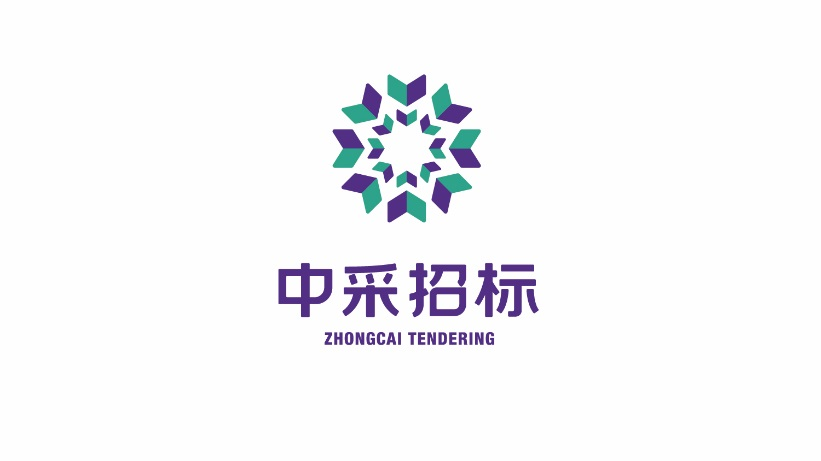 中采招标
ZHONGCAI TENDERING